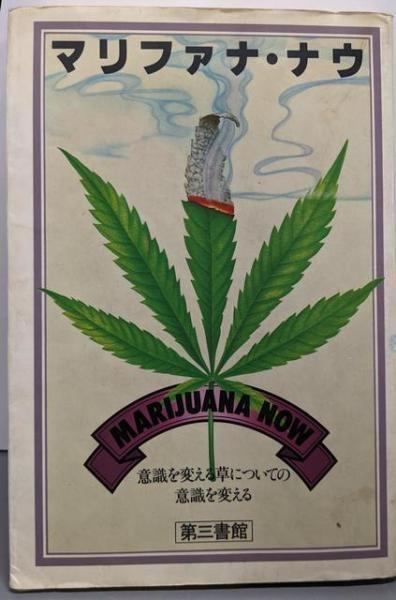 マリファナ・ナウ
MARIJUANA NOW
意識を変える草についての
意識を変える
第三書館